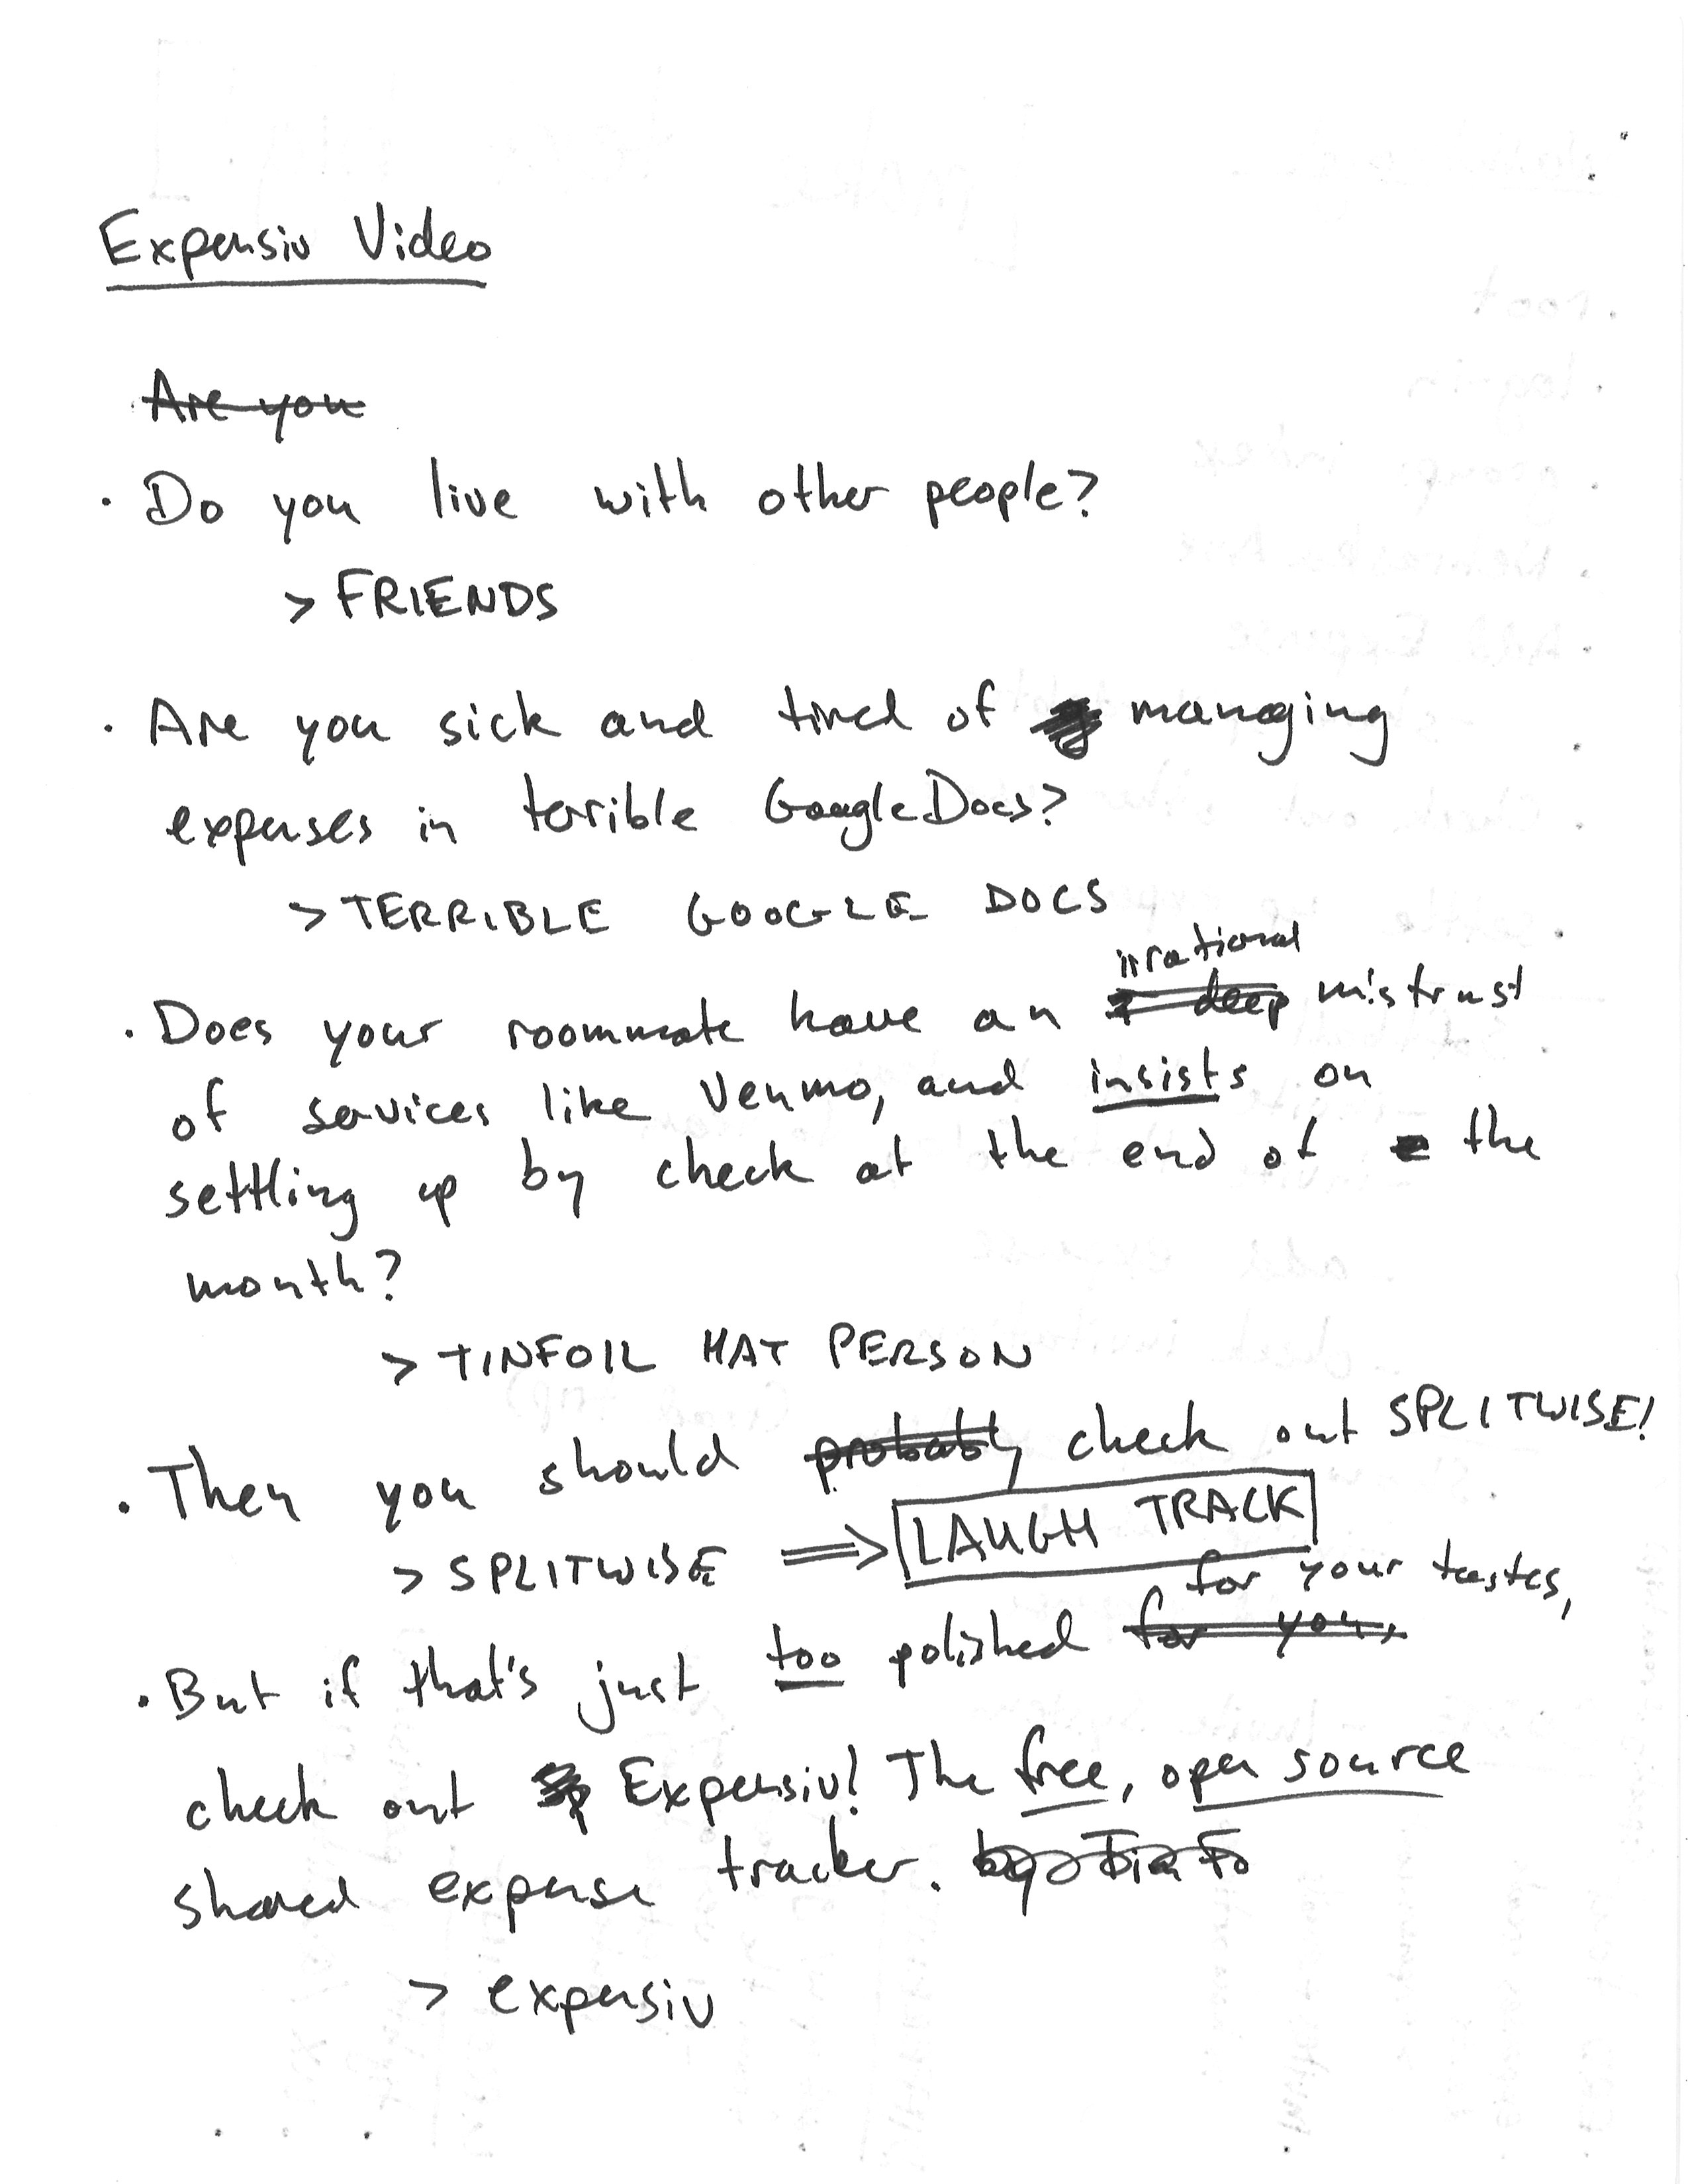 Expensiv Video
Are you
· Do you live with other people?
> FRIENDS
· Are you sick and tired of managing
expenses in terrible GoogleDocs?
> TERRIBLE GOOGLE DOCS
irrational
· Does your roommate have an deep mistrust
of services like Venmo, and insists on
settling up by check at the end of the
month?
> TINFOIL HAT PERSON
· Then you should probably check out SPLITWISE!
> SPLITWISE ⇒ LAUGH TRACK
for your tastes,
· But if that's just too polished for you,
check out Expensiv! The free, open source
shared expense tracker. by
> expensiv